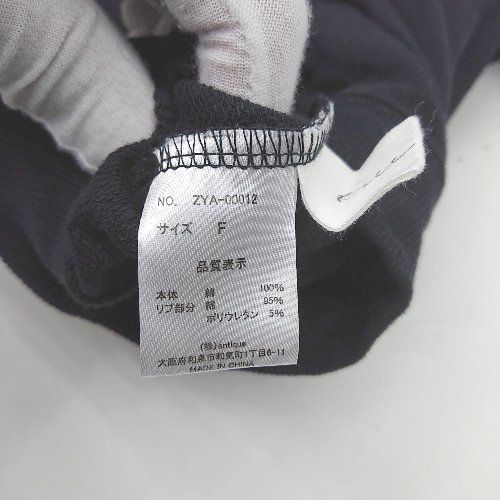 NO. ZYA-00012
サイズ F
品質表示
本体 綿 100%
リブ部分 綿 95%
ポリウレタン 5%
(株)antique
大阪府和泉市和気町1丁目6-11
MADE IN CHINA